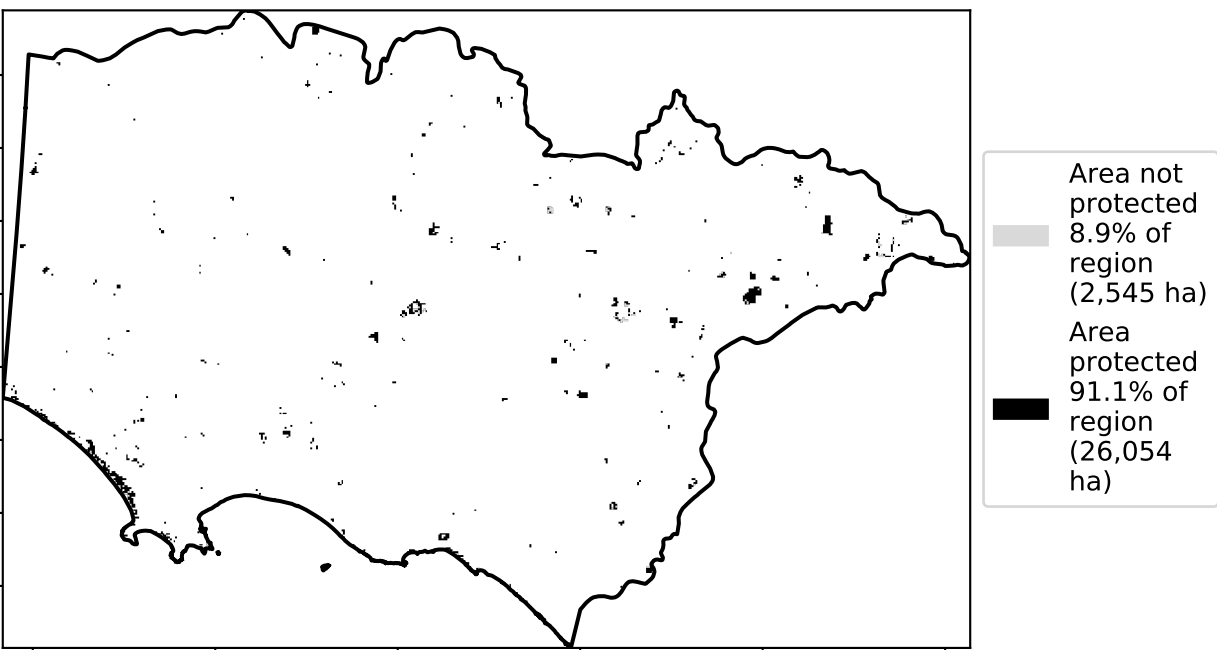 Area not
protected
8.9% of
region
(2,545 ha)
Area
protected
91.1% of
region
(26,054
ha)